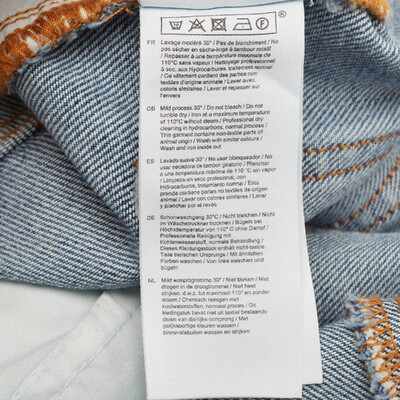 ®
FR Lavage modéré 30° / Pas de blanchiment / Ne
pas sécher en sèche-linge à tambour rotatif
/ Repasser à une température maximum de
110°C sans vapeur / Nettoyage professionnel
à sec, aux Hydrocarbures, traitement normal
/ Ce vêtement contient des parties non
textiles d'origine animale / Laver avec
coloris similaires / Laver et repasser sur
l'envers
GB Mild process 30° / Do not bleach / Do not
tumble dry / Iron at a maximum temperature
of 110°C without steam / Professional dry
cleaning in hydrocarbons, normal process /
This garment contains non-textile parts of
animal origin / Wash with similar colours /
Wash and iron inside out
ES Lavado suave 30° / No usar blanqueador / No
usar secadora de tambor giratorio / Planchar
a una temperatura máxima de 110 °C sin vapor
/ Limpieza en seco profesional, con
Hidrocarburos, tratamiento normal / Esta
prenda contiene partes no textiles de origen
animal / Lavar con colores similares / Lavar
y planchar por el revés
DE Schonwaschgang 30°C / Nicht bleichen / Nicht
im Wäschetrockner trocknen / Bügeln bei
Höchstemperatur von 110 °C ohne Dampf /
Professionelle Reinigung mit
Kohlenwasserstoff, normale Behandlung /
Dieses Kleidungsstück enthält nicht-textile
Teile tierischen Ursprungs / Mit ähnlichen
Farben waschen / Von links waschen und
bügeln
NL Mild wasprogramma 30° / Niet bleken / Niet
drogen in de droogtrommel / Niet heet
strijken, d.w.z. tot maximaal 110° en zonder
stoom / Chemisch reinigen met
koolwaterstoffen, normaal proces / Dit
kledingstuk bevat niet uit textiel bestaande
delen van dierlijke oorsprong / Met
gelijksoortige kleuren wassen /
binnenstebuiten wassen en strijken